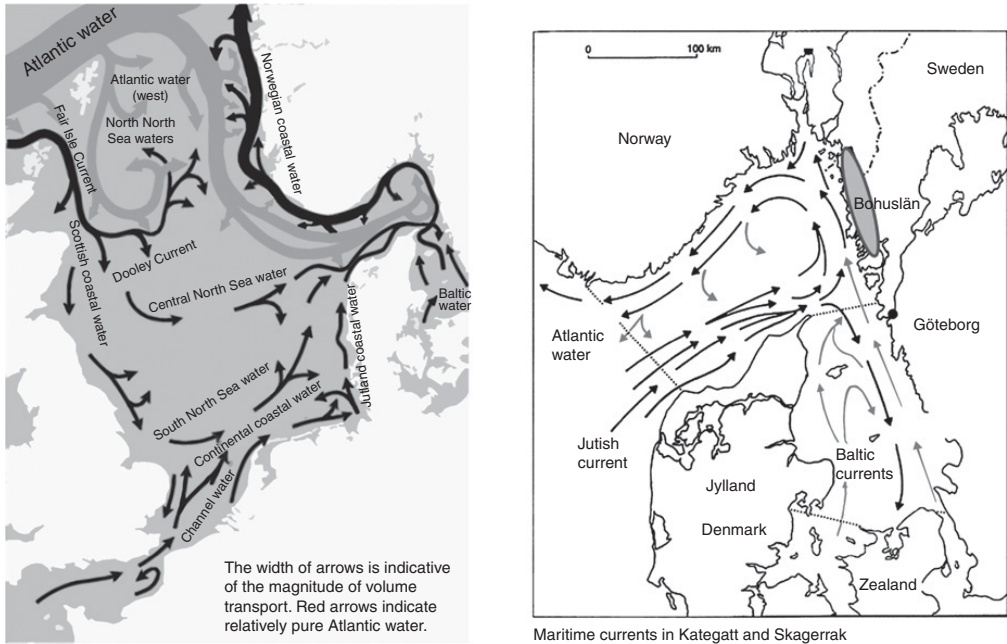 Atlantic water
Atlantic water
(west)
North North
Sea waters
Fair Isle Current
Norwegian coastal water
Scottish coastal water
Dooley Current
Central North Sea water
Baltic
water
Jutland coastal water
South North Sea water
Continental coastal water
Channel water
The width of arrows is indicative
of the magnitude of volume
transport. Red arrows indicate
relatively pure Atlantic water.
0
100 km
Sweden
Norway
Bohuslän
Atlantic
water
Göteborg
Jutish
current
Baltic
currents
Jylland
Denmark
Zealand
Maritime currents in Kategatt and Skagerrak